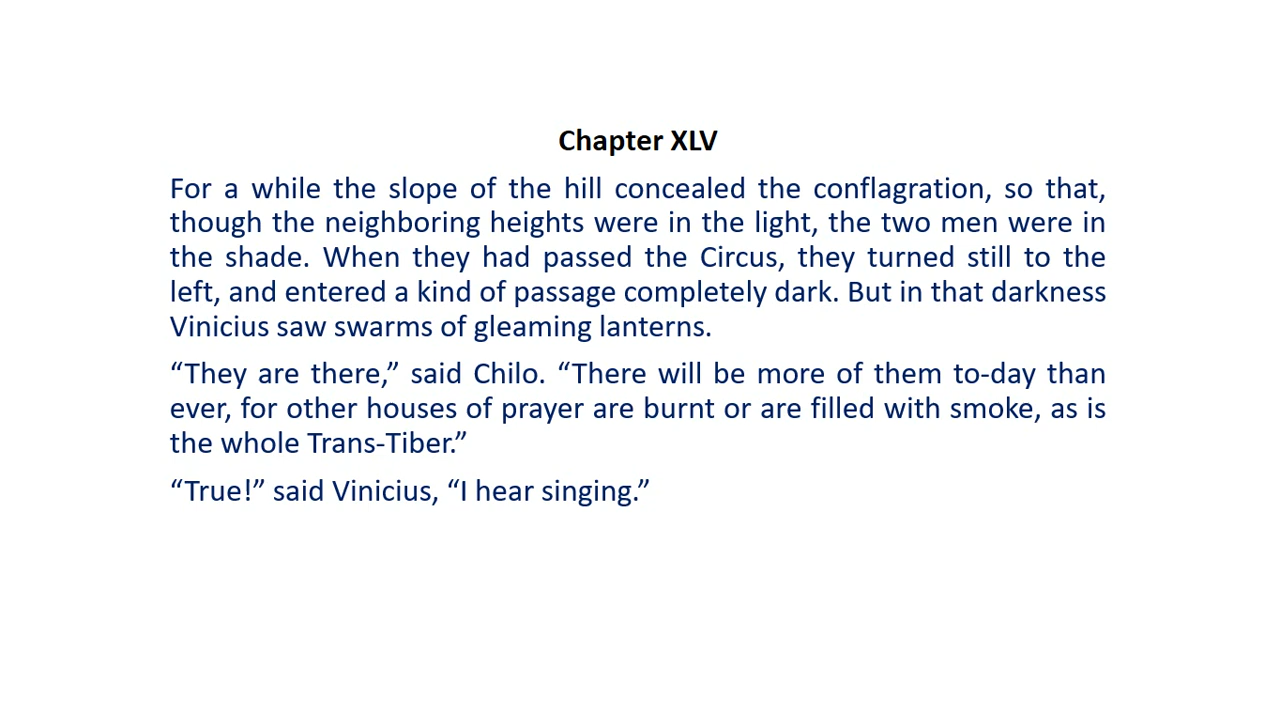 Chapter XLV
For a while the slope of the hill concealed the conflagration, so that,
though the neighboring heights were in the light, the two men were in
the shade. When they had passed the Circus, they turned still to the
left, and entered a kind of passage completely dark. But in that darkness
Vinicius saw swarms of gleaming lanterns.
“They are there,” said Chilo. “There will be more of them to-day than
ever, for other houses of prayer are burnt or are filled with smoke, as is
the whole Trans-Tiber.”
“True!” said Vinicius, “I hear singing.”